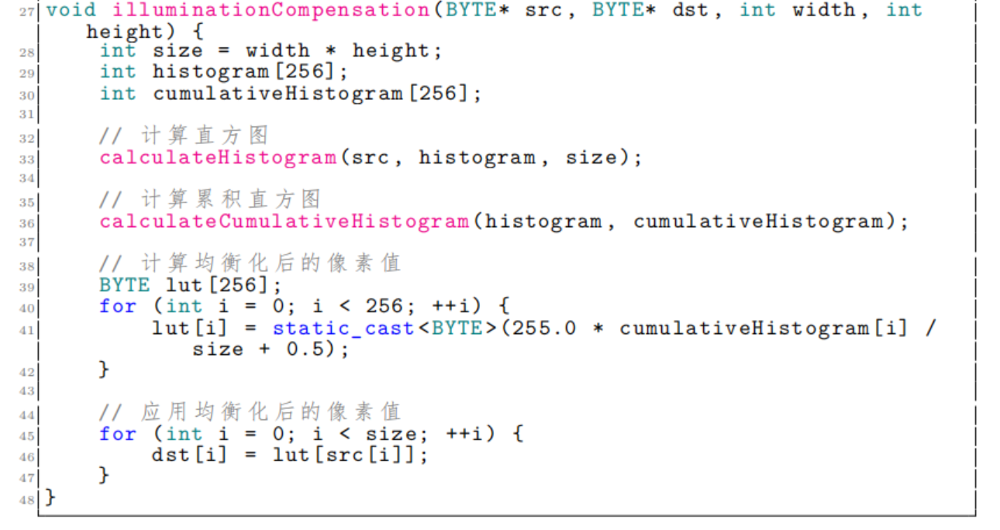 27 void illuminationCompensation(BYTE* src, BYTE* dst, int width, int
height) {
28 int size = width * height;
29 int histogram[256];
30 int cumulativeHistogram[256];
31
32 // 计算直方图
33 calculateHistogram(src, histogram, size);
34
35 // 计算累积直方图
36 calculateCumulativeHistogram(histogram, cumulativeHistogram);
37
38 // 计算均衡化后的像素值
39 BYTE lut[256];
40 for (int i = 0; i < 256; ++i) {
41 lut[i] = static_cast<BYTE>(255.0 * cumulativeHistogram[i] /
size + 0.5);
42 }
43
44 // 应用均衡化后的像素值
45 for (int i = 0; i < size; ++i) {
46 dst[i] = lut[src[i]];
47 }
48 }